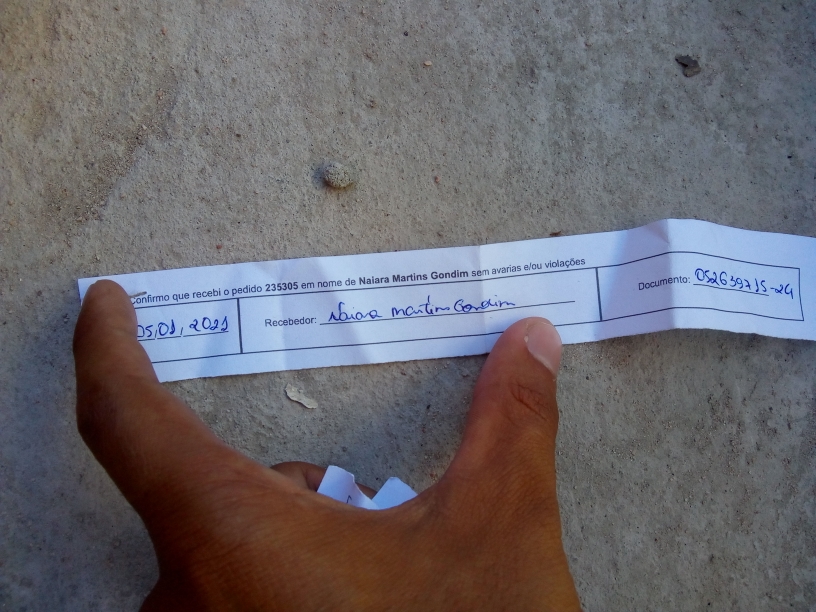 Confirmo que recebi o pedido 235305 em nome de Naiara Martins Gondim sem avarias e/ou violações
05,01,2021 Recebedor: Naiara Martins Gondim Documento: 052639715-24